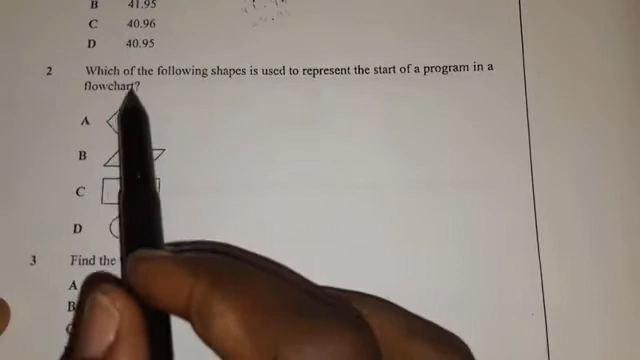 B 41.95
C 40.96
D 40.95
2 Which of the following shapes is used to represent the start of a program in a
flowchart?
A
B
C
D
3 Find the
A
B